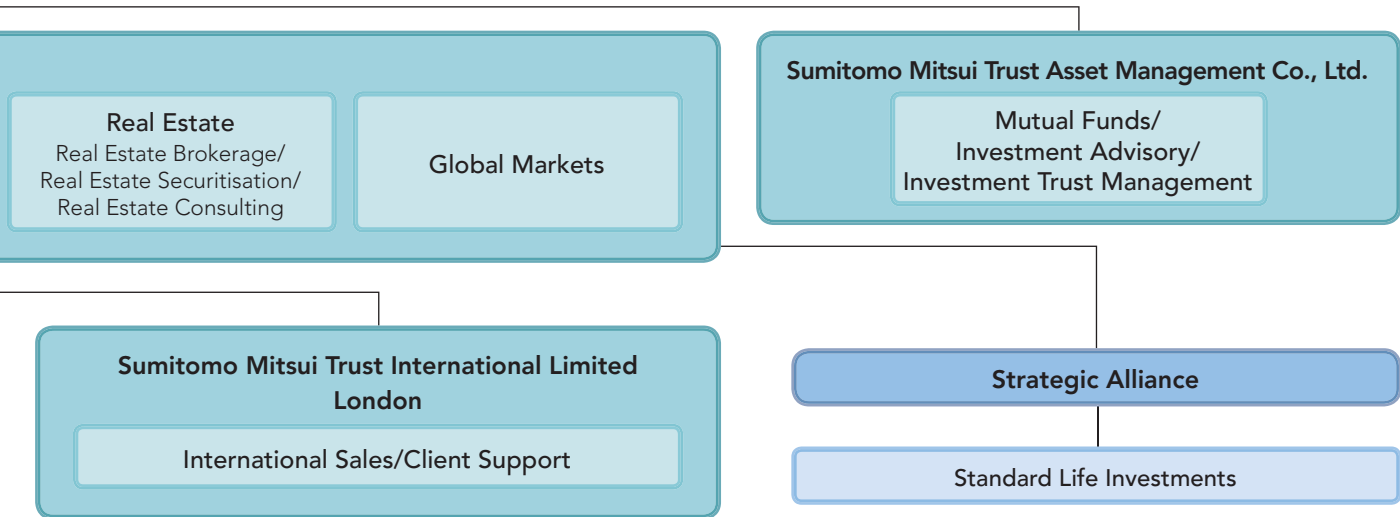 Real Estate
Real Estate Brokerage/
Real Estate Securitisation/
Real Estate Consulting
Global Markets
Sumitomo Mitsui Trust Asset Management Co., Ltd.
Mutual Funds/
Investment Advisory/
Investment Trust Management
Sumitomo Mitsui Trust International Limited
London
International Sales/Client Support
Strategic Alliance
Standard Life Investments